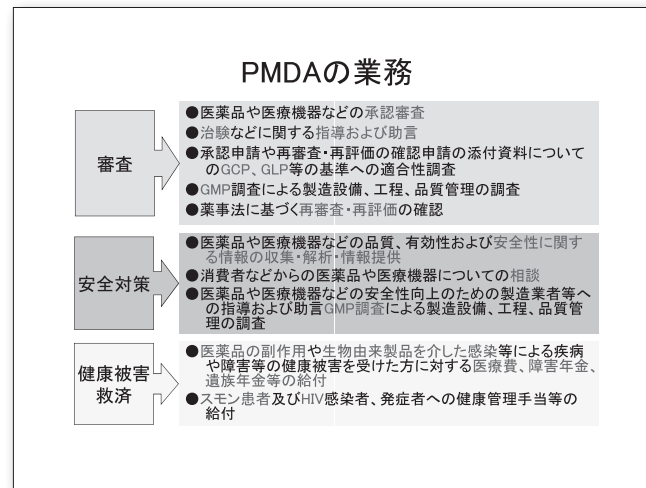 PMDAの業務
審査
●医薬品や医療機器などの承認審査
●治験などに関する指導および助言
●承認申請や再審査・再評価の確認申請の添付資料について
のGCP、GLP等の基準への適合性調査
●GMP調査による製造設備、工程、品質管理の調査
●薬事法に基づく再審査・再評価の確認
安全対策
●医薬品や医療機器などの品質、有効性および安全性に関す
る情報の収集・解析・情報提供
●消費者などからの医薬品や医療機器についての相談
●医薬品や医療機器などの安全性向上のための製造業者等へ
の指導および助言GMP調査による製造設備、工程、品質管
理の調査
健康被害
救済
●医薬品の副作用や生物由来製品を介した感染等による疾病
や障害等の健康被害を受けた方に対する医療費、障害年金、
遺族年金等の給付
●スモン患者及びHIV感染者、発症者への健康管理手当等の
給付